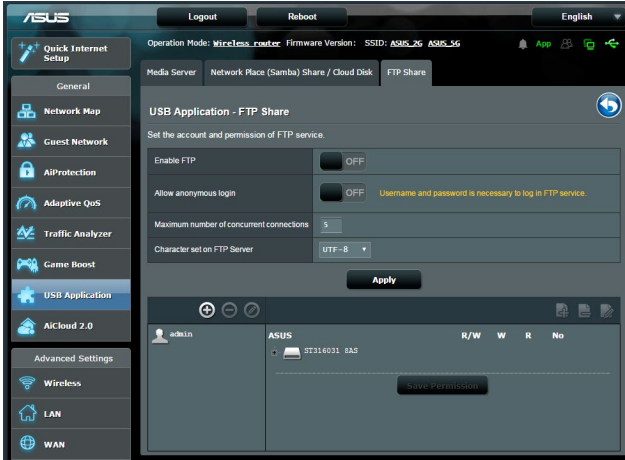 ASUS
Logout
Reboot
English
Quick Internet
Setup
Operation Mode: Wireless router Firmware Version: SSID: ASUS_2G ASUS_5G
App
Media Server
Network Place (Samba) Share / Cloud Disk
FTP Share
General
Network Map
Guest Network
AiProtection
Adaptive QoS
Traffic Analyzer
Game Boost
USB Application
AiCloud 2.0
Advanced Settings
Wireless
LAN
WAN
USB Application - FTP Share
Set the account and permission of FTP service.
Enable FTP
OFF
Allow anonymous login
OFF
Username and password is necessary to log in FTP service.
Maximum number of concurrent connections
5
Character set on FTP Server
UTF-8
Apply
admin
ASUS
R/W
W
R
No
ST316031 8AS
Save Permission